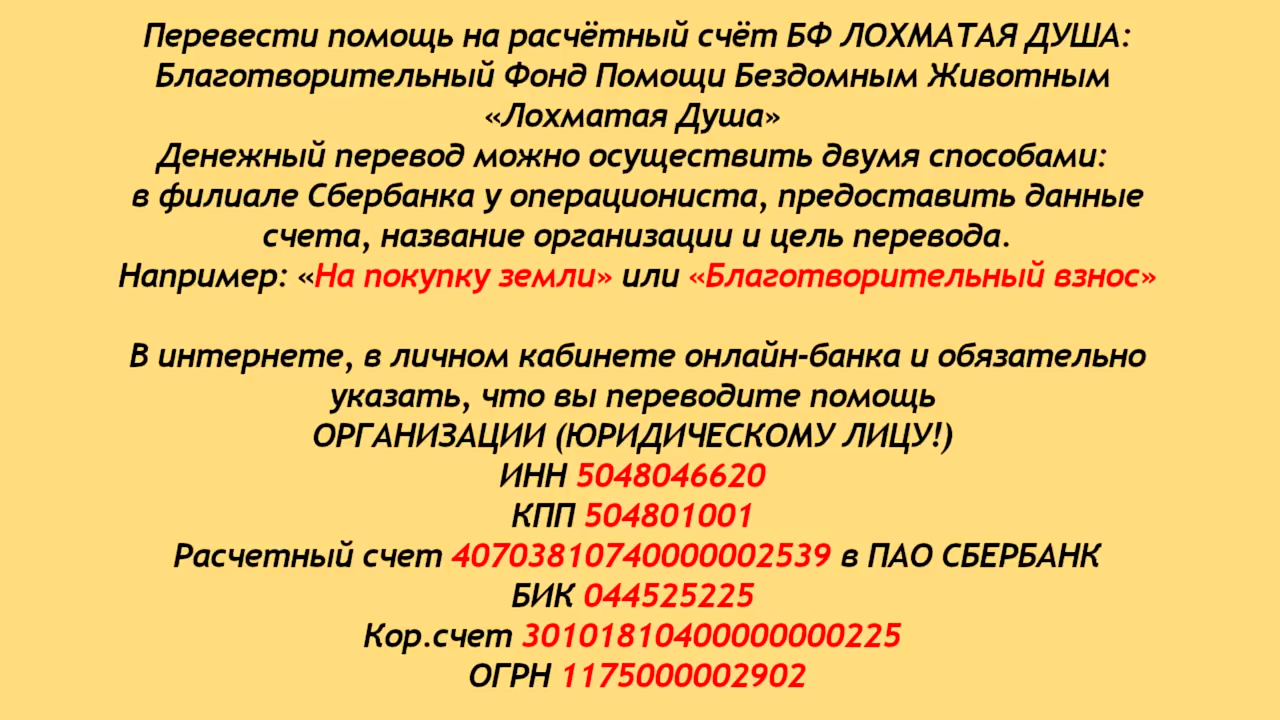 Перевести помощь на расчётный счёт БФ ЛОХМАТАЯ ДУША:
Благотворительный Фонд Помощи Бездомным Животным
«Лохматая Душа»
Денежный перевод можно осуществить двумя способами:
в филиале Сбербанка у операциониста, предоставить данные
счета, название организации и цель перевода.
Например: «На покупку земли» или «Благотворительный взнос»
В интернете, в личном кабинете онлайн-банка и обязательно
указать, что вы переводите помощь
ОРГАНИЗАЦИИ (ЮРИДИЧЕСКОМУ ЛИЦУ!)
ИНН 5048046620
КПП 504801001
Расчетный счет 40703810740000002539 в ПАО СБЕРБАНК
БИК 044525225
Кор.счет 30101810400000000225
ОГРН 1175000002902